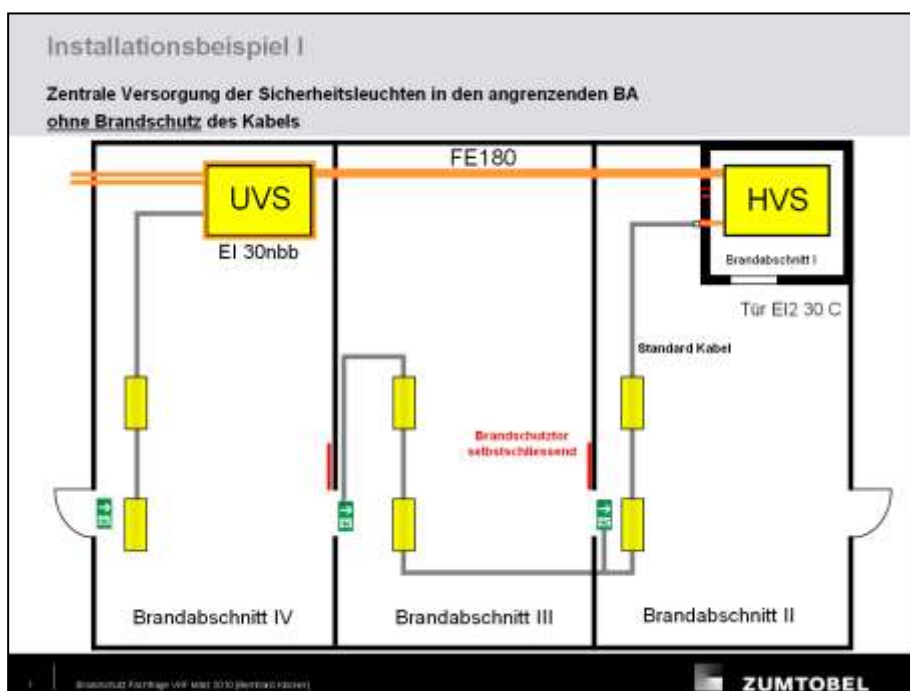 Installationsbeispiel I
Zentrale Versorgung der Sicherheitsleuchten in den angrenzenden BA
ohne Brandschutz des Kabels
FE180
UVS
HVS
EI 30nbb
Brandabschnitt I
Tür EI2 30 C
Standard Kabel
Brandschutztor
selbstschliessend
Brandabschnitt IV
Brandabschnitt III
Brandabschnitt II
ZUMTOBEL